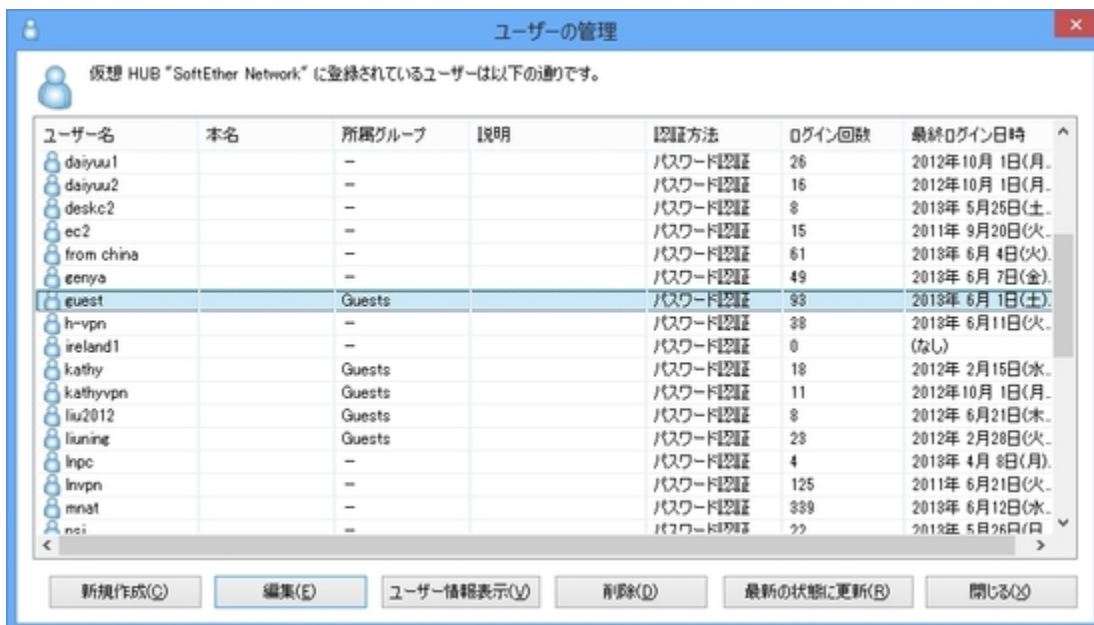 ユーザーの管理
仮想 HUB "SoftEther Network" に登録されているユーザーは以下の通りです。
ユーザー名 本名 所属グループ 説明 認証方法 ログイン回数 最終ログイン日時
daiyuu1 - パスワード認証 26 2012年10月 1日(月...
daiyuu2 - パスワード認証 16 2012年10月 1日(月...
deskc2 - パスワード認証 8 2013年 5月25日(土...
ec2 - パスワード認証 15 2011年 9月20日(火...
from china - パスワード認証 61 2013年 6月 4日(火)...
genya - パスワード認証 49 2013年 6月 7日(金)...
guest Guests パスワード認証 93 2013年 6月 1日(土)...
h-vpn - パスワード認証 38 2013年 6月11日(火...
ireland1 - パスワード認証 0 (なし)
kathy Guests パスワード認証 18 2012年 2月15日(水...
kathyvpn Guests パスワード認証 11 2012年10月 1日(月...
liu2012 Guests パスワード認証 8 2012年 6月21日(木...
liuning Guests パスワード認証 23 2012年 2月28日(火...
lnpc - パスワード認証 4 2013年 4月 8日(月)...
lnvpn - パスワード認証 125 2011年 6月21日(火...
mnat - パスワード認証 339 2013年 6月12日(水...
nsi - パスワード認証 22 2013年 5月26日(日...
新規作成(C) 編集(E) ユーザー情報表示(V) 削除(D) 最新の状態に更新(R) 閉じる(X)